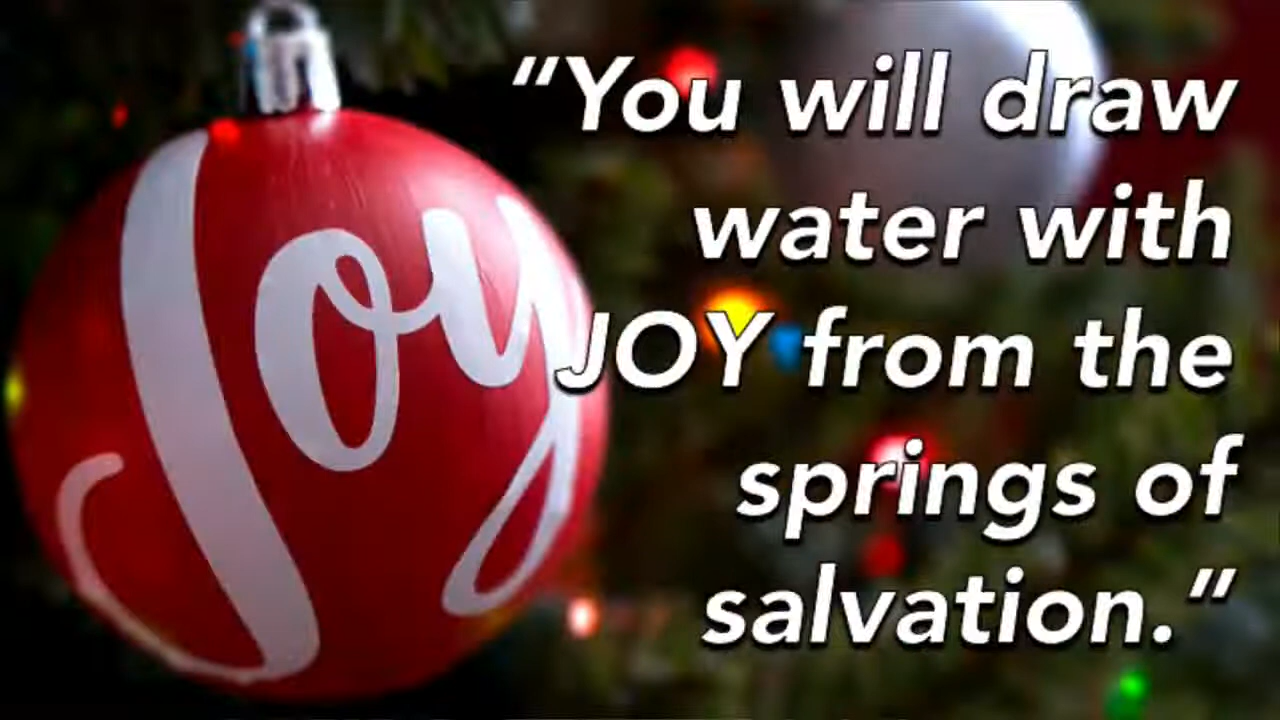 Joy
“You will draw
water with
JOY from the
springs of
salvation.”